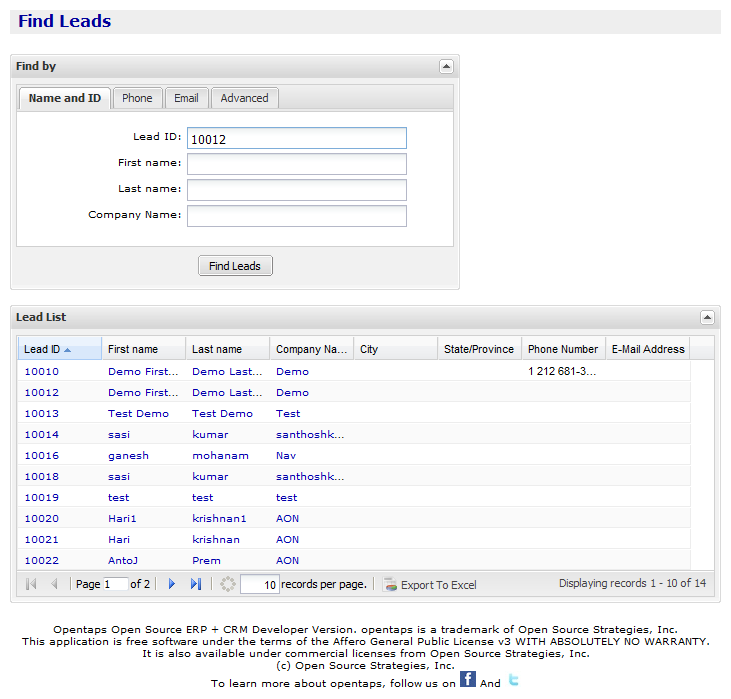 Find Leads
Find by
Name and ID Phone Email Advanced
Lead ID: 10012
First name:
Last name:
Company Name:
Find Leads
Lead List
Lead ID First name Last name Company Na... City State/Province Phone Number E-Mail Address
10010 Demo First... Demo Last... Demo 1 212 681-3...
10012 Demo First... Demo Last... Demo
10013 Test Demo Test Demo Test
10014 sasi kumar santhoshk...
10016 ganesh mohanam Nav
10018 sasi kumar santhoshk...
10019 test test test
10020 Hari1 krishnan1 AON
10021 Hari krishnan AON
10022 AntoJ Prem AON
Page 1 of 2 10 records per page. Export To Excel Displaying records 1 - 10 of 14
Opentaps Open Source ERP + CRM Developer Version. opentaps is a trademark of Open Source Strategies, Inc.
This application is free software under the terms of the Affero General Public License v3 WITH ABSOLUTELY NO WARRANTY.
It is also available under commercial licenses from Open Source Strategies, Inc.
(c) Open Source Strategies, Inc.
To learn more about opentaps, follow us on f And t